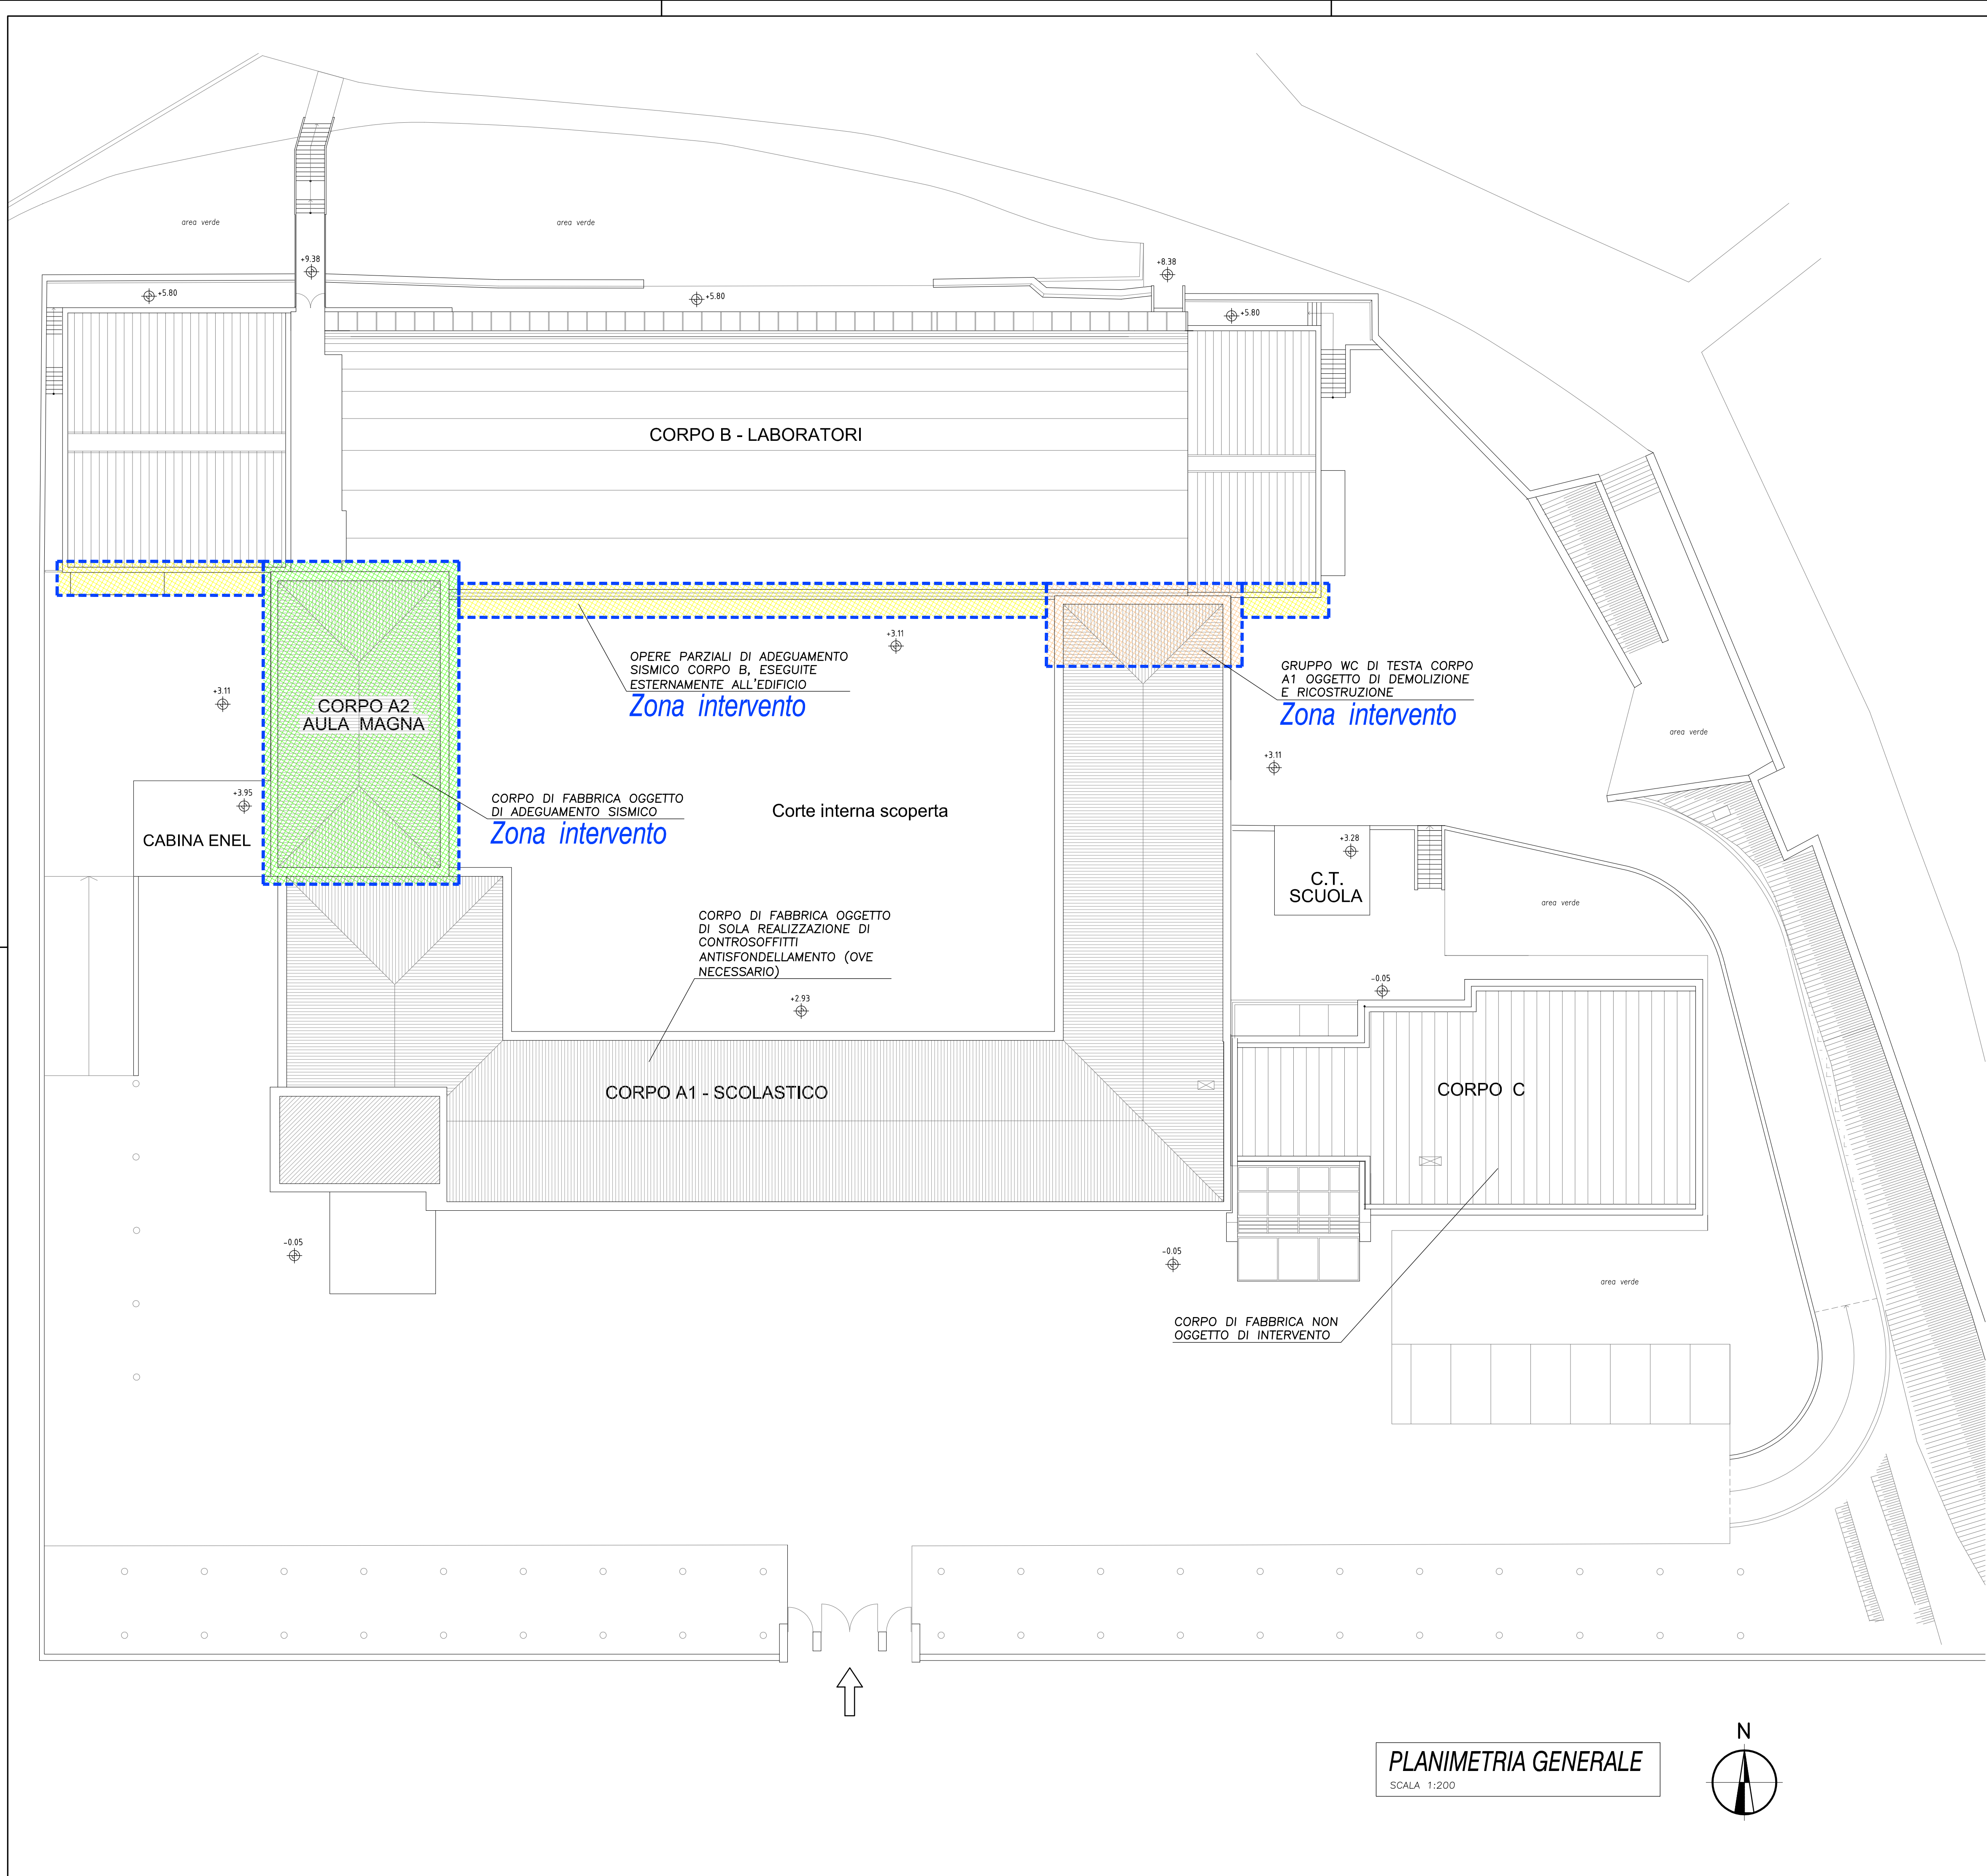 area verde
area verde
+9.38
+8.38
+5.80
+5.80
+5.80
CORPO B - LABORATORI
+3.11
OPERE PARZIALI DI ADEGUAMENTO
SISMICO CORPO B, ESEGUITE
ESTERNAMENTE ALL'EDIFICIO
Zona intervento
GRUPPO WC DI TESTA CORPO
A1 OGGETTO DI DEMOLIZIONE
E RICOSTRUZIONE
Zona intervento
+3.11
CORPO A2
AULA MAGNA
area verde
+3.11
+3.95
CABINA ENEL
CORPO DI FABBRICA OGGETTO
DI ADEGUAMENTO SISMICO
Zona intervento
Corte interna scoperta
+3.28
C.T.
SCUOLA
area verde
CORPO DI FABBRICA OGGETTO
DI SOLA REALIZZAZIONE DI
CONTROSOFFITTI
ANTISFONDELLAMENTO (OVE
NECESSARIO)
+2.93
-0.05
CORPO A1 - SCOLASTICO
CORPO C
-0.05
-0.05
area verde
CORPO DI FABBRICA NON
OGGETTO DI INTERVENTO
PLANIMETRIA GENERALE
SCALA 1:200
N